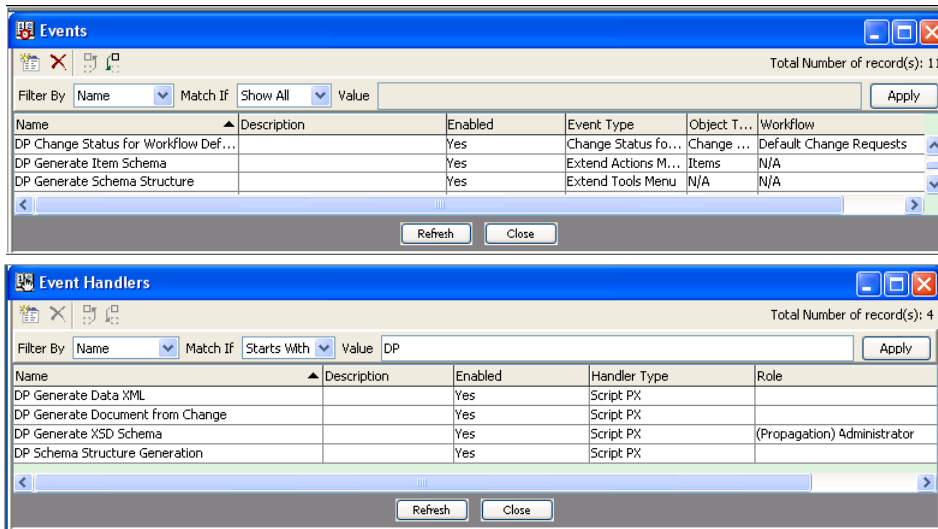 Events
Total Number of record(s): 11
Filter By Name Match If Show All Value Apply
Name Description Enabled Event Type Object T... Workflow
DP Change Status for Workflow Def... Yes Change Status fo... Change ... Default Change Requests
DP Generate Item Schema Yes Extend Actions M... Items N/A
DP Generate Schema Structure Yes Extend Tools Menu N/A N/A
Refresh Close
Event Handlers
Total Number of record(s): 4
Filter By Name Match If Starts With Value DP Apply
Name Description Enabled Handler Type Role
DP Generate Data XML Yes Script PX
DP Generate Document from Change Yes Script PX
DP Generate XSD Schema Yes Script PX (Propagation) Administrator
DP Schema Structure Generation Yes Script PX
Refresh Close